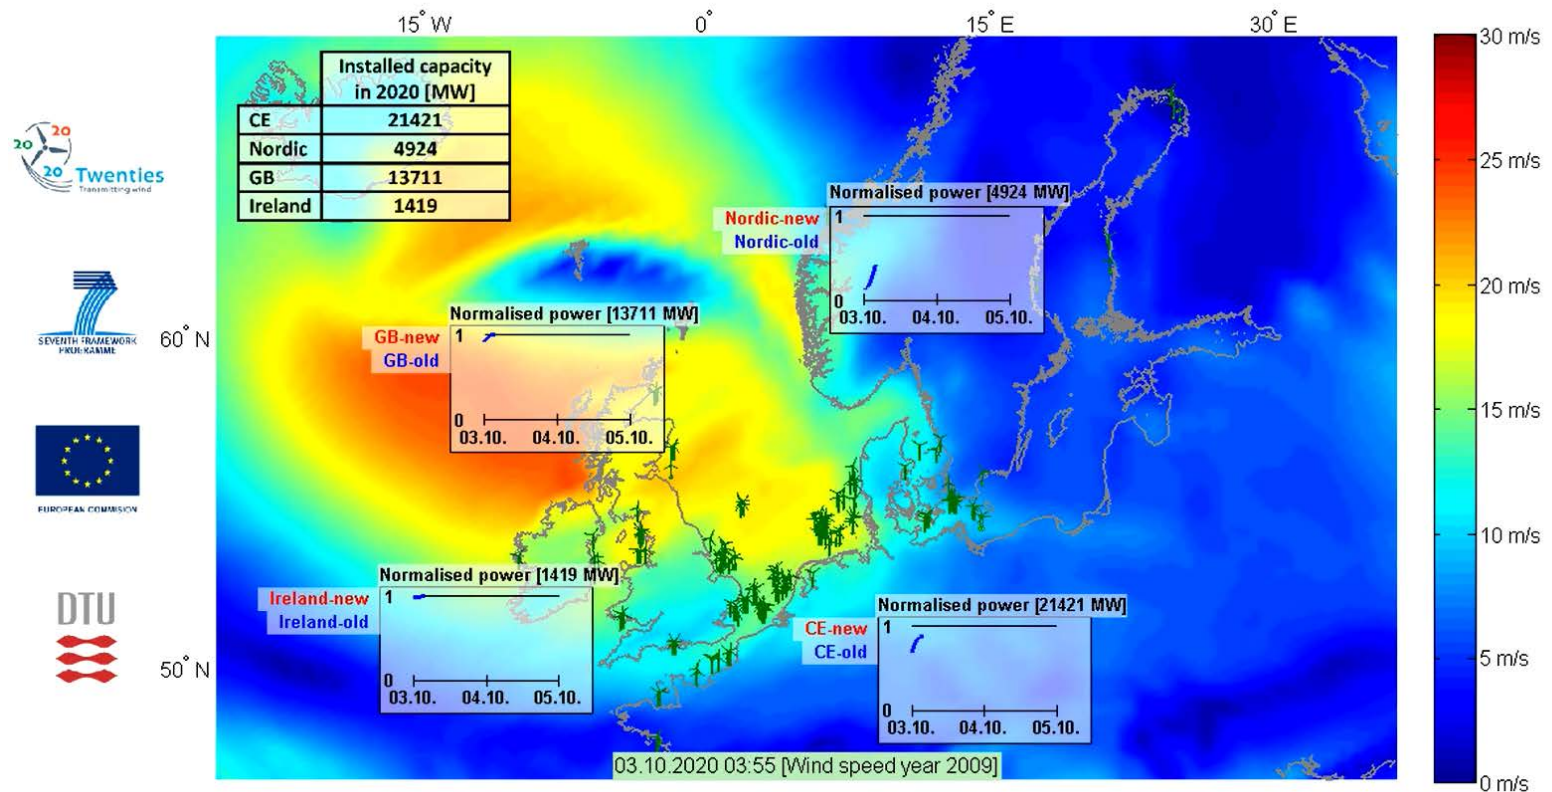 15° W 0° 15° E 30° E
60° N
50° N
Installed capacity
in 2020 [MW]
CE 21421
Nordic 4924
GB 13711
Ireland 1419
20 20
20 Twenties
Transmitting wind
7
SEVENTH FRAMEWORK
PROGRAMME
EUROPEAN COMMISION
DTU
Normalised power [4924 MW]
Nordic-new
Nordic-old
1
0
03.10. 04.10. 05.10.
Normalised power [13711 MW]
GB-new
GB-old
1
0
03.10. 04.10. 05.10.
Normalised power [1419 MW]
Ireland-new
Ireland-old
1
0
03.10. 04.10. 05.10.
Normalised power [21421 MW]
CE-new
CE-old
1
0
03.10. 04.10. 05.10.
03.10.2020 03:55 [Wind speed year 2009]
30 m/s
25 m/s
20 m/s
15 m/s
10 m/s
5 m/s
0 m/s